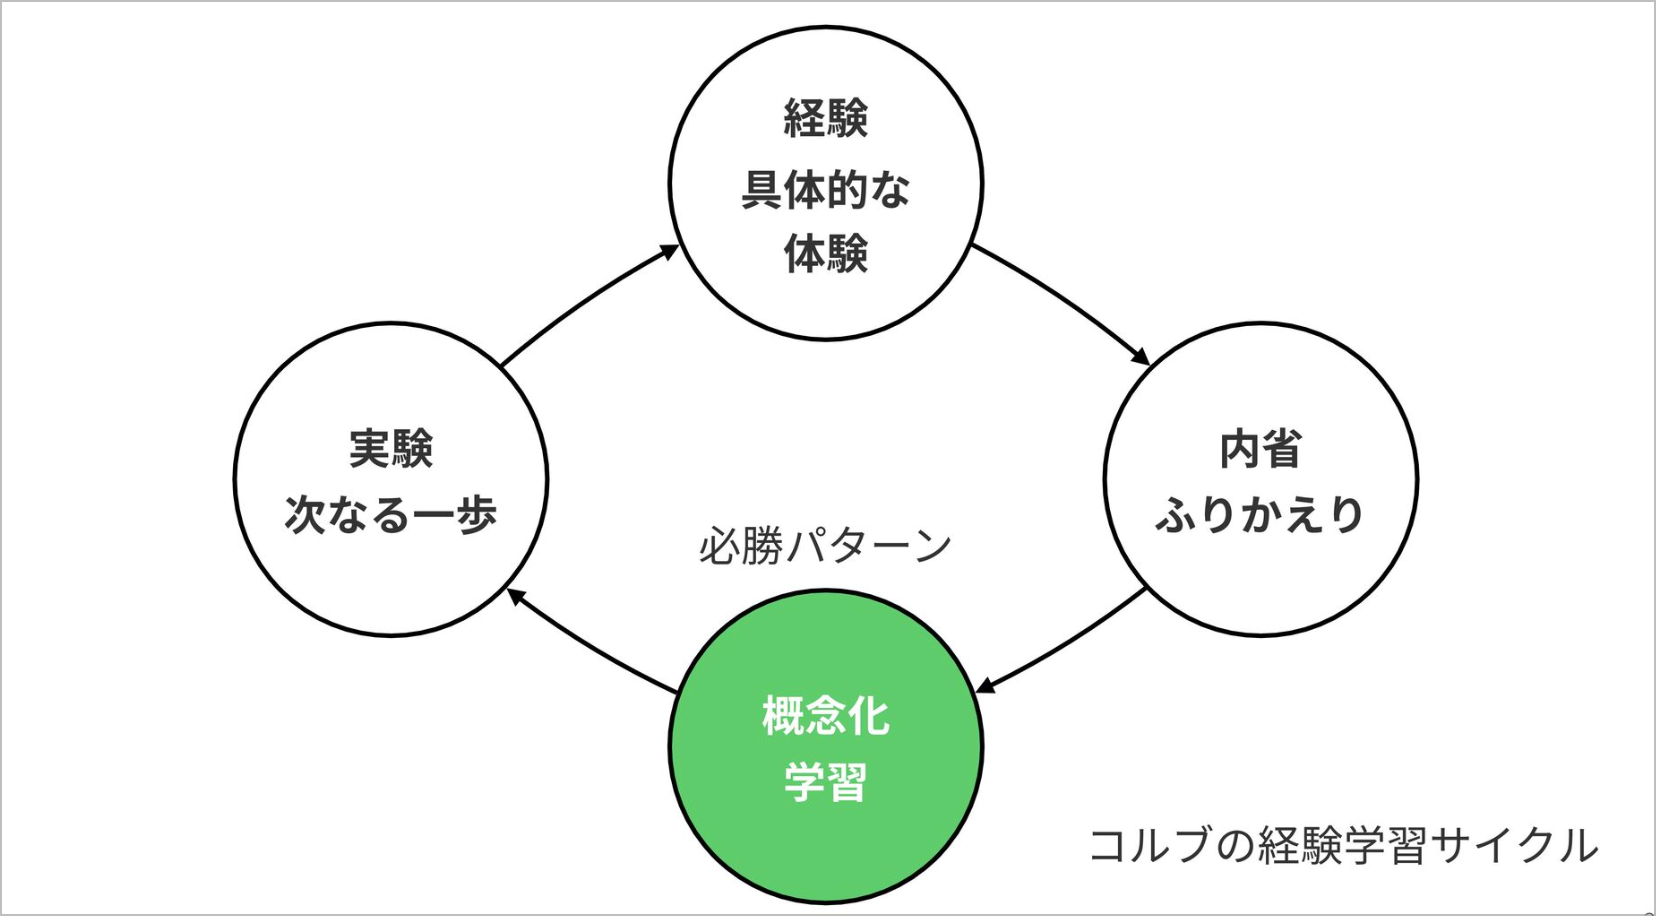 経験
具体的な
体験
内省
ふりかえり
実験
次なる一歩
必勝パターン
概念化
学習
コルブの経験学習サイクル